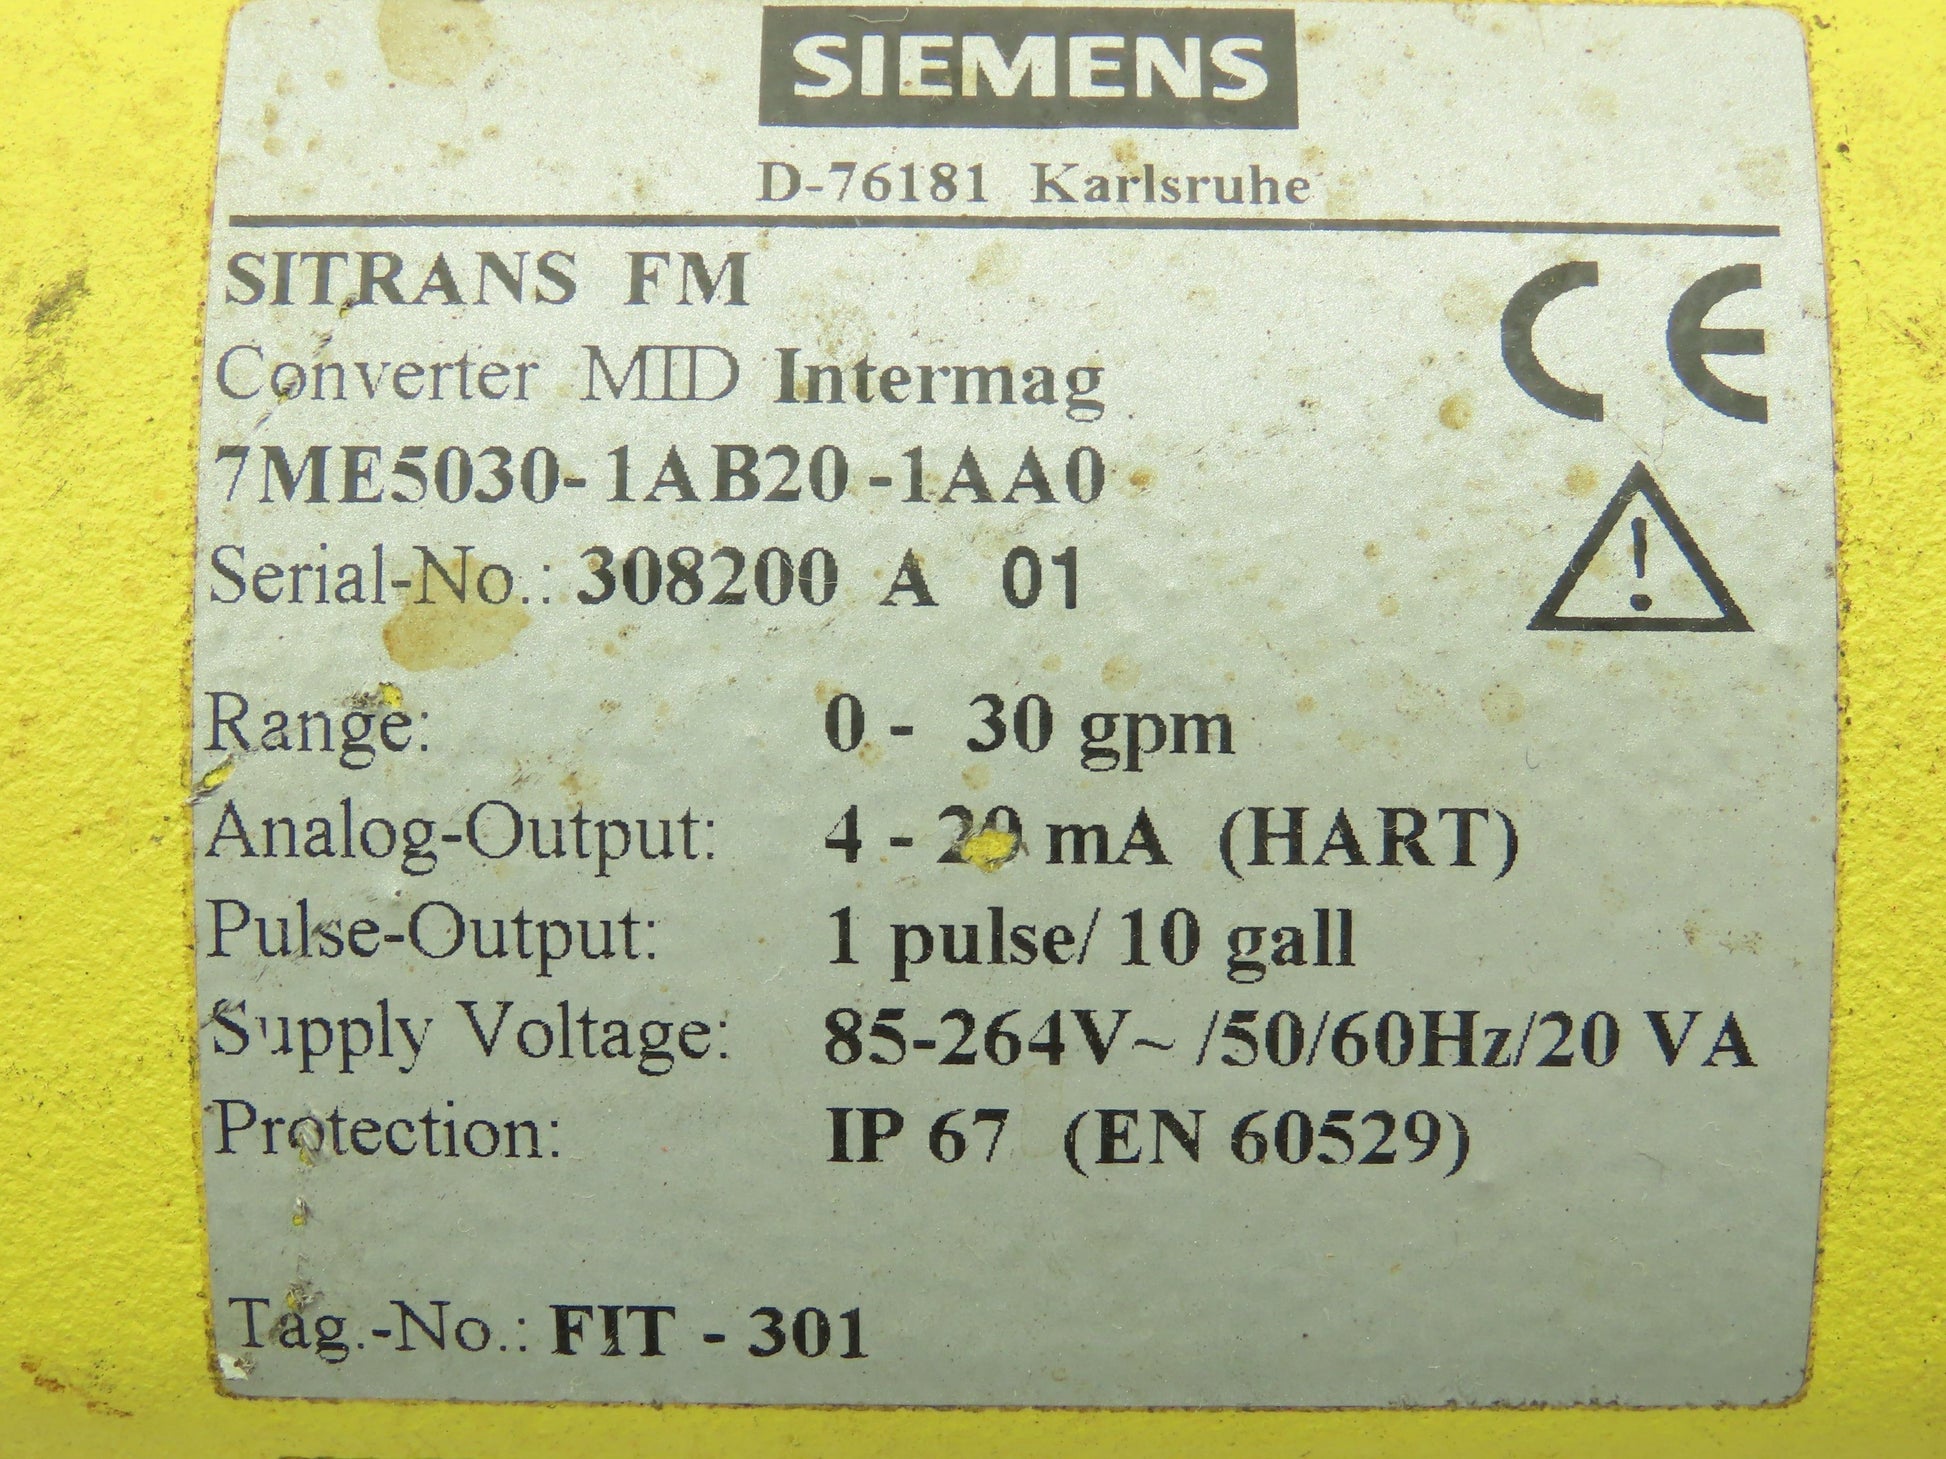 SIEMENS
D-76181 Karlsruhe
SITRANS FM
Converter MID Intermag
7ME5030-1AB20-1AA0
Serial-No.: 308200 A 01
Range: 0 - 30 gpm
Analog-Output: 4 - 20 mA (HART)
Pulse-Output: 1 pulse/ 10 gall
Supply Voltage: 85-264V~ /50/60Hz/20 VA
Protection: IP 67 (EN 60529)
Tag.-No.: FIT - 301
CE
!